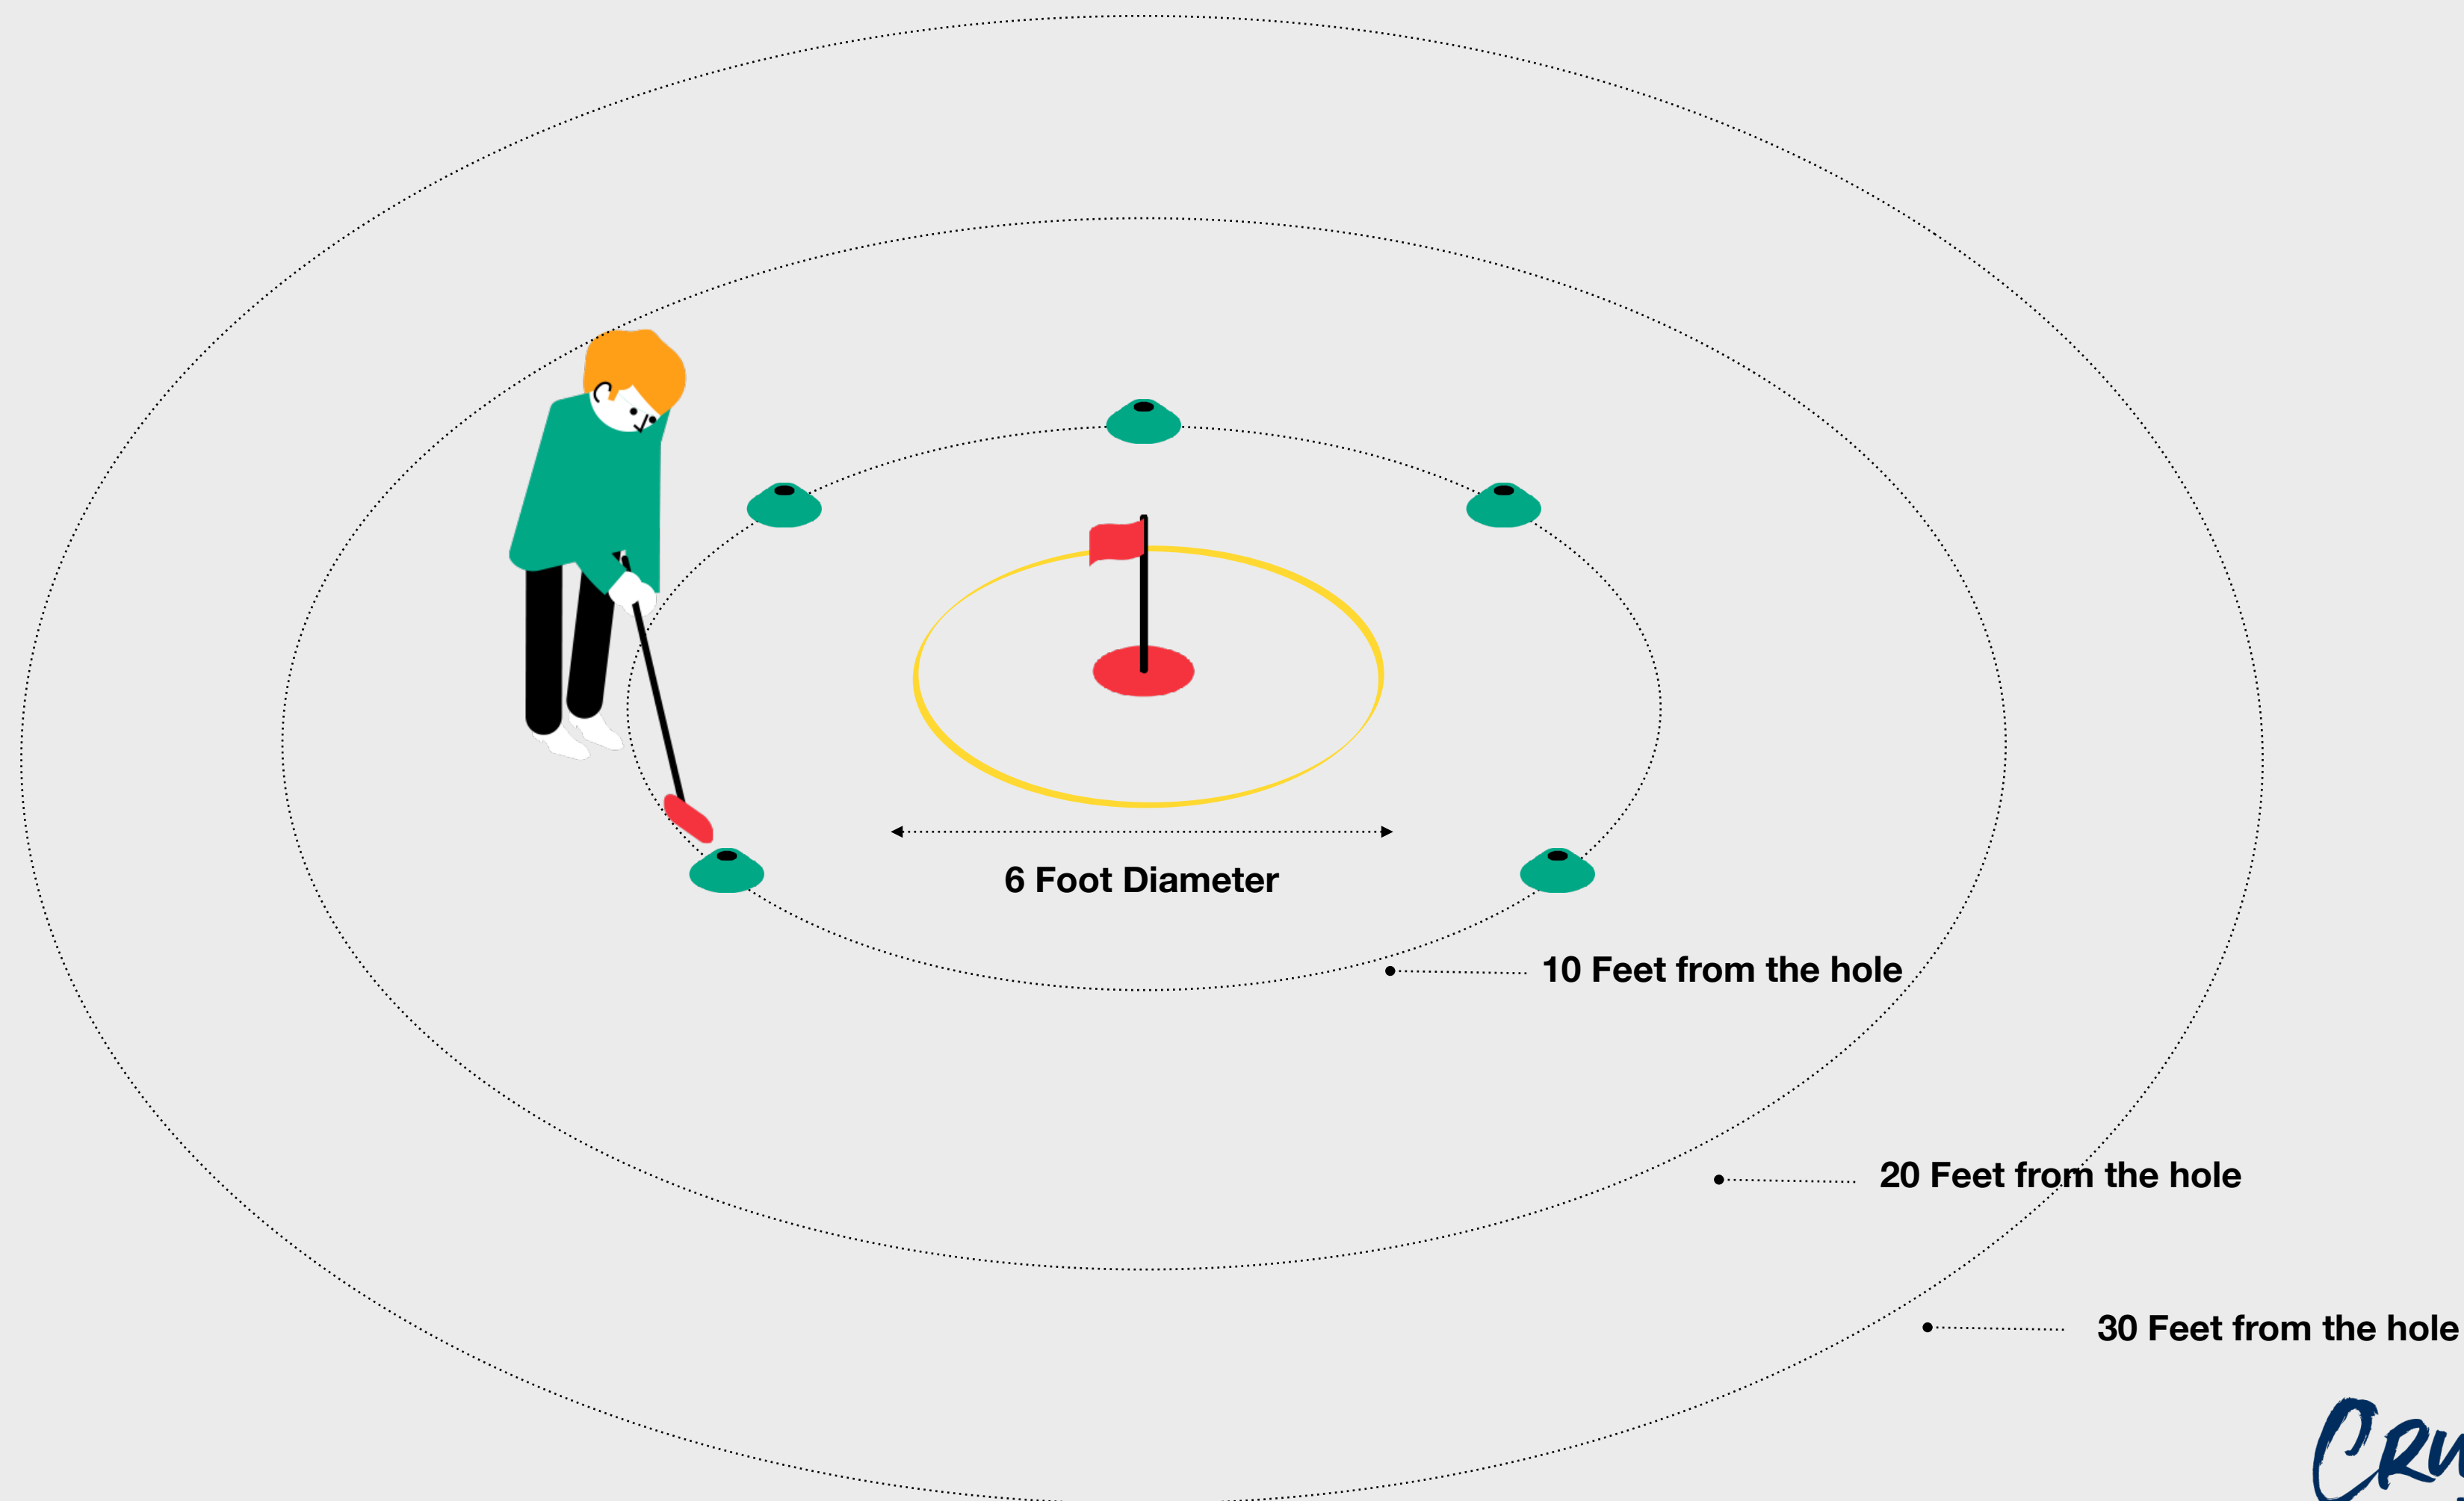 6 Foot Diameter
10 Feet from the hole
20 Feet from the hole
30 Feet from the hole